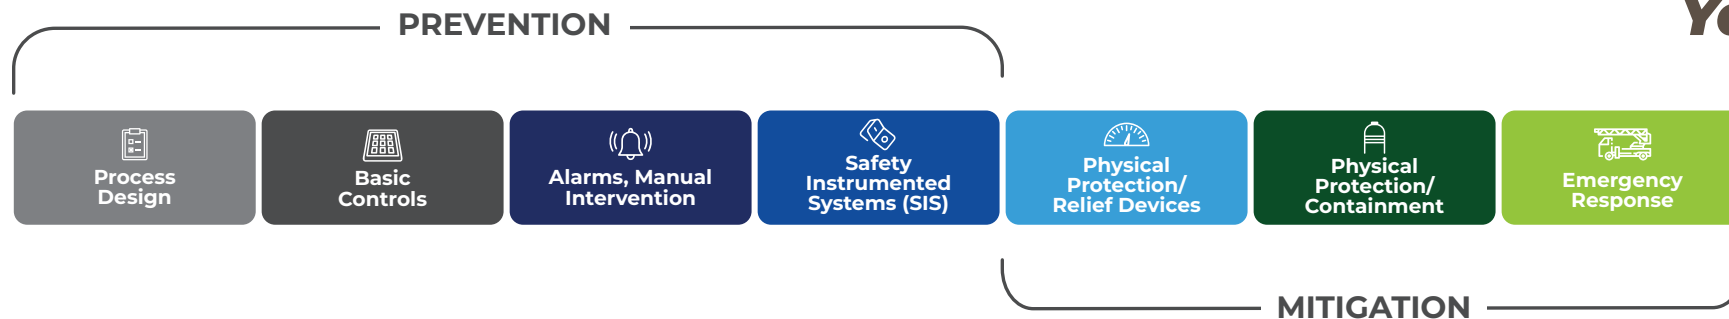 PREVENTION
Process
Design
Basic
Controls
Alarms, Manual
Intervention
Safety
Instrumented
Systems (SIS)
Physical
Protection/
Relief Devices
Physical
Protection/
Containment
Emergency
Response
MITIGATION